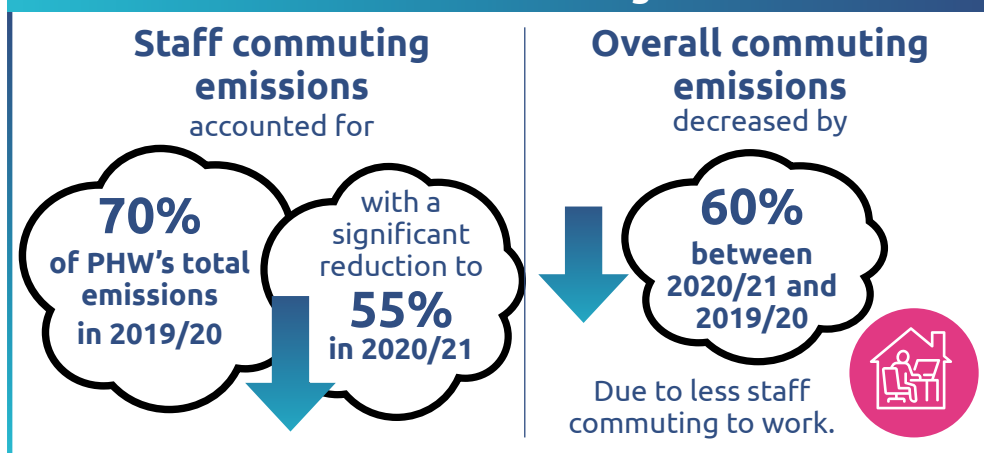 Staff commuting
emissions
accounted for
70%
of PHW's total
emissions
in 2019/20
with a
significant
reduction to
55%
in 2020/21
Overall commuting
emissions
decreased by
60%
between
2020/21 and
2019/20
Due to less staff
commuting to work.